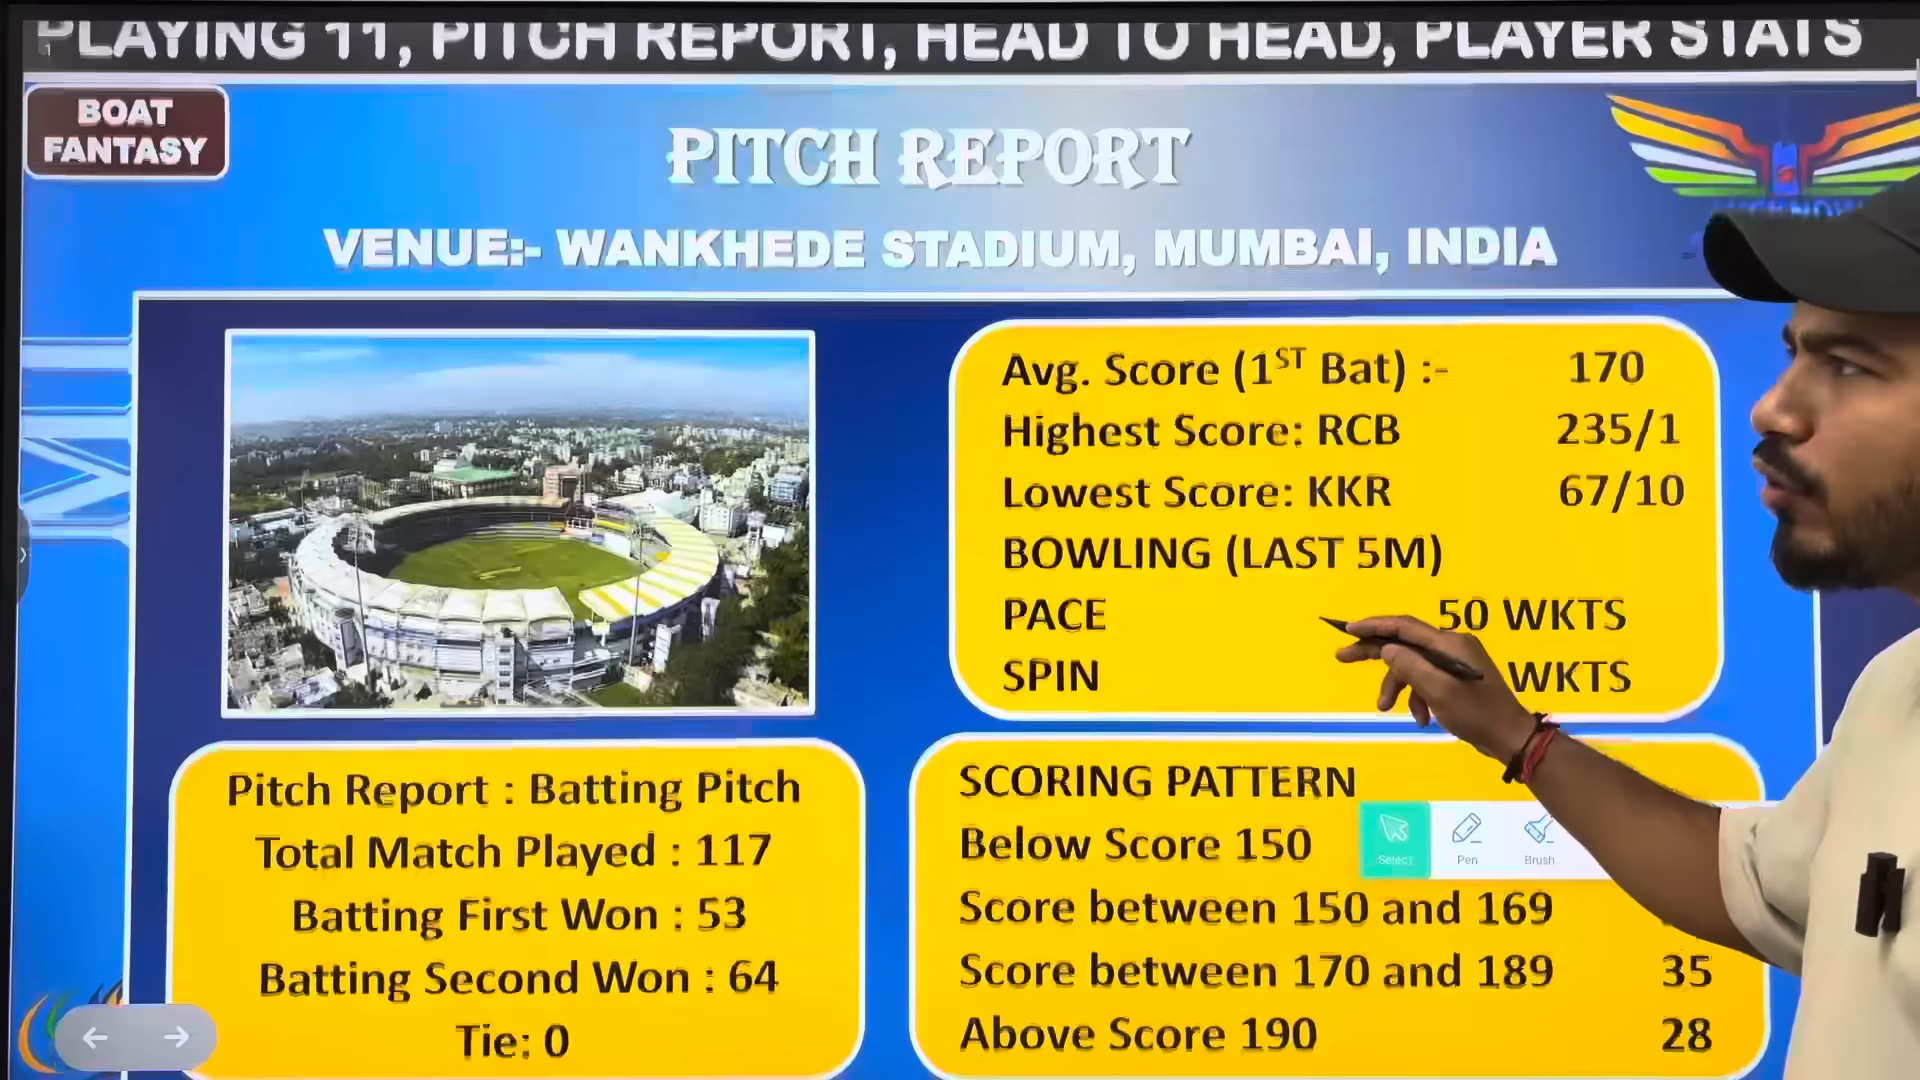 PLAYING 11, PITCH REPORT, HEAD TO HEAD, PLAYER STATS
BOAT
FANTASY
PITCH REPORT
VENUE:- WANKHEDE STADIUM, MUMBAI, INDIA
Avg. Score (1ST Bat) :- 170
Highest Score: RCB 235/1
Lowest Score: KKR 67/10
BOWLING (LAST 5M)
PACE 50 WKTS
SPIN WKTS
Pitch Report : Batting Pitch
Total Match Played : 117
Batting First Won : 53
Batting Second Won : 64
Tie: 0
SCORING PATTERN
Below Score 150
Select Pen Brush
Score between 150 and 169
Score between 170 and 189 35
Above Score 190 28